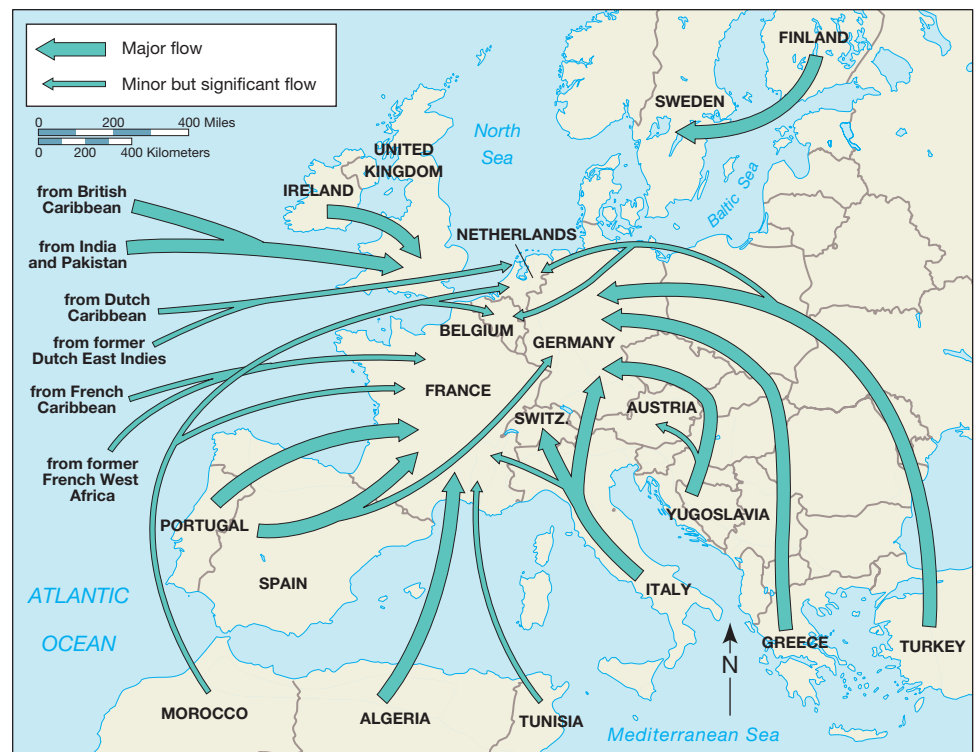 Major flow
Minor but significant flow
0 200 400 Miles
0 200 400 Kilometers
FINLAND
SWEDEN
North
Sea
Baltic Sea
UNITED
KINGDOM
IRELAND
from British
Caribbean
from India
and Pakistan
NETHERLANDS
from Dutch
Caribbean
from former
Dutch East Indies
BELGIUM
GERMANY
from French
Caribbean
FRANCE
SWITZ.
AUSTRIA
from former
French West
Africa
PORTUGAL
YUGOSLAVIA
SPAIN
ITALY
ATLANTIC
OCEAN
GREECE
TURKEY
N
MOROCCO
ALGERIA
TUNISIA
Mediterranean Sea